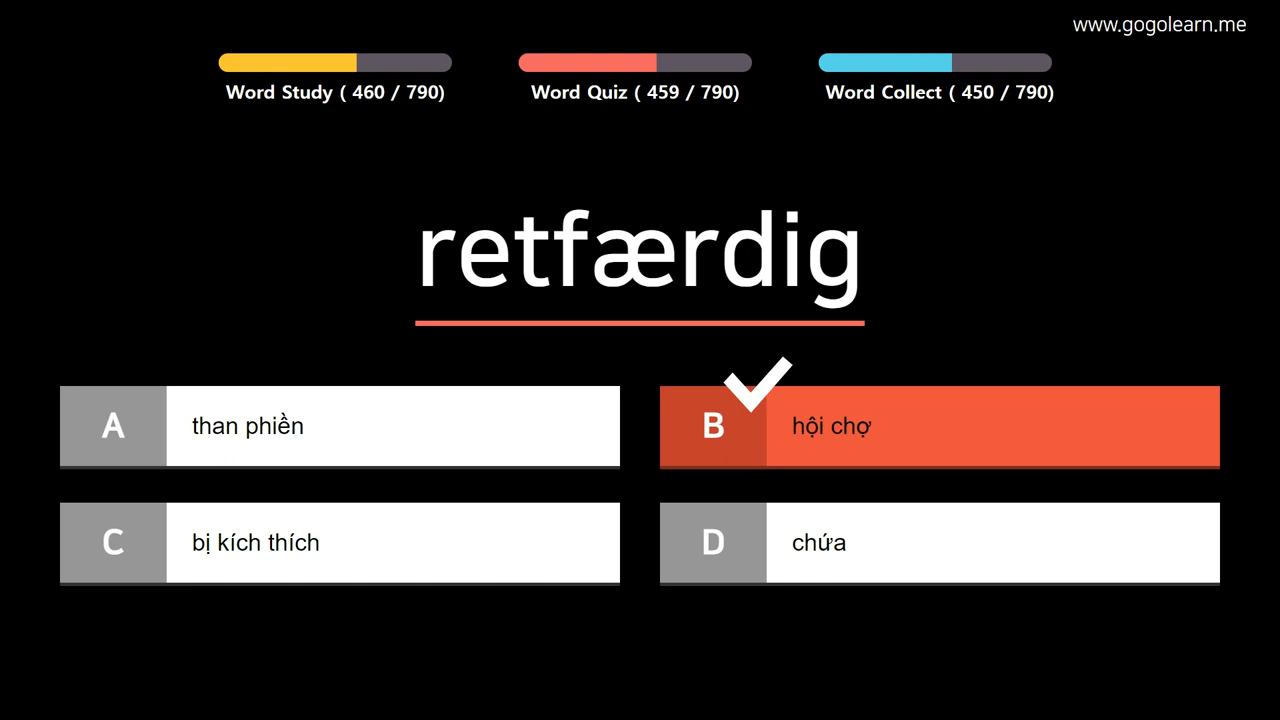 www.gogolearn.me
Word Study ( 460 / 790)
Word Quiz ( 459 / 790)
Word Collect ( 450 / 790)
retfærdig
A than phiền
B hội chợ
C bị kích thích
D chứa